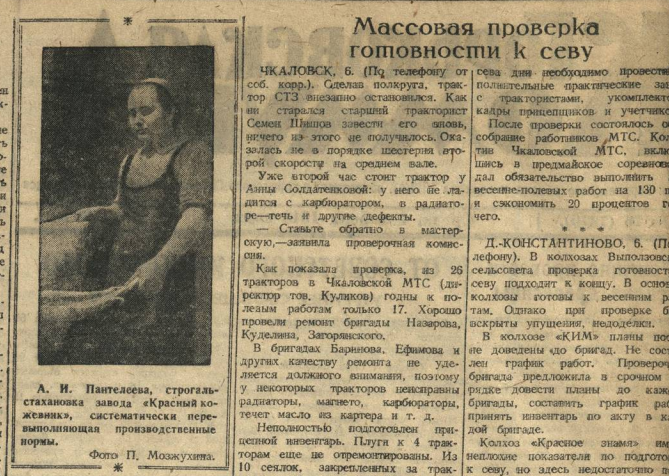 А. И. Пантелеева, строгаль-
стахановка завода «Красный ко-
жевник», систематически пере-
выполняющая производственные
нормы.
Фото П. Мозжухина.
Массовая проверка
готовности к севу
ЧКАЛОВСК, 6. (По телефону от
соб. корр.). Сделав полкруга, трак-
тор СТЗ внезапно остановился. Как
ни старался старший тракторист
Семен Шипов завести его вновь,
ничего из этого не получилось. Ока-
залась не в порядке шестерня вто-
рой скорости на среднем вале.
Уже второй час стоит трактор у
Анны Солдатенковой: у него не ла-
дится с карбюратором, в радиато-
ре—течь и другие дефекты.
— Ставьте обратно в мастер-
скую,—заявила проверочная комис-
сия.
Как показала проверка, из 26
тракторов в Чкаловской МТС (ди-
ректор тов. Куликов) годны к по-
левым работам только 17. Хорошо
провели ремонт бригады Назарова,
Куделина, Загорянского.
В бригадах Баринова, Ефимова и
других качеству ремонта не уде-
ляется должного внимания, поэтому
у некоторых тракторов неисправны
радиаторы, магнето, карбюраторы,
течет масло из картера и т. д.
Неполностью подготовлен при-
цепной инвентарь. Плуги к 4 трак-
торам еще не отремонтированы. Из
10 сеялок, закрепленных за трак-
сева дни необходимо провести
полнительные практические за
с трактористами, укомплект
кадры прицепщиков и учетчико
После проверки состоялось о
собрание работников МТС. Ко
тив Чкаловской МТС, вклю
шись в предмайское соревнов
дал обязательство выполнить
весенне-полевых работ на 130
и сэкономить 20 процентов го
чего.
* * *
Д.-КОНСТАНТИНОВО, 6. (По
лефону). В колхозах Выползовс
сельсовета проверка готовност
севу подходит к концу. В основ
колхозы готовы к весенним р
там. Однако при проверке б
вскрыты упущения, недоделки.
В колхозе «КИМ» планы по
не доведены до бригад. Не сос
лен график работ. Проверочн
бригада предложила в срочном
рядке довести планы до кажд
бригады, составить график ра
принять инвентарь по акту в ка
дой бригаде.
Колхоз «Красное знамя» им
неплохие показатели по подгото
к севу, но здесь недостаточно